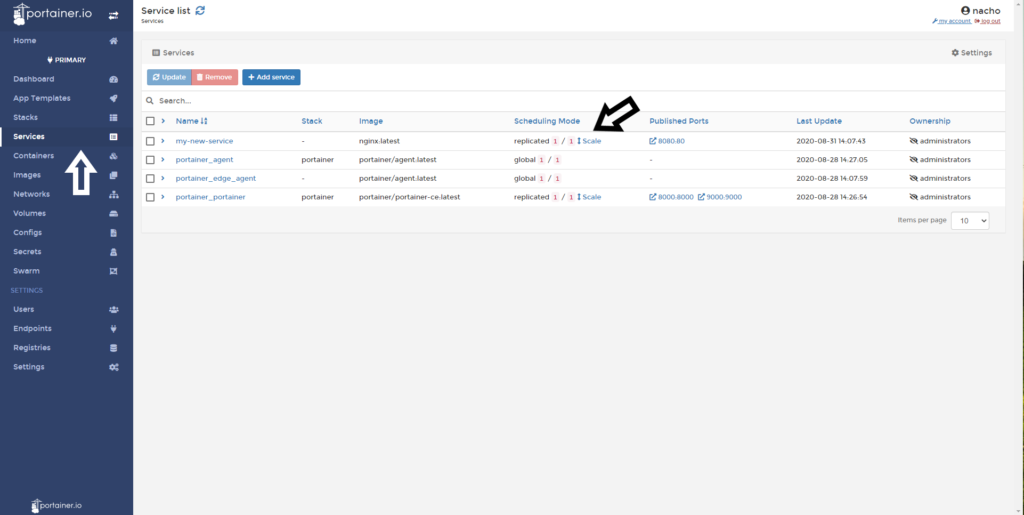 portainer.io
Home
PRIMARY
Dashboard
App Templates
Stacks
Services
Containers
Images
Networks
Volumes
Configs
Secrets
Swarm
SETTINGS
Users
Endpoints
Registries
Settings
portainer.io
Service list
Services
nacho
my account log out
Services Settings
Update Remove + Add service
Search...
Name Stack Image Scheduling Mode Published Ports Last Update Ownership
my-new-service - nginx:latest replicated 1 / 1 Scale 8080:80 2020-08-31 14:07:43 administrators
portainer_agent portainer portainer/agent:latest global 1 / 1 - 2020-08-28 14:27:05 administrators
portainer_edge_agent - portainer/agent:latest global 1 / 1 - 2020-08-28 14:07:59 administrators
portainer_portainer portainer portainer/portainer-ce:latest replicated 1 / 1 Scale 8000:8000 9000:9000 2020-08-28 14:26:54 administrators
Items per page 10